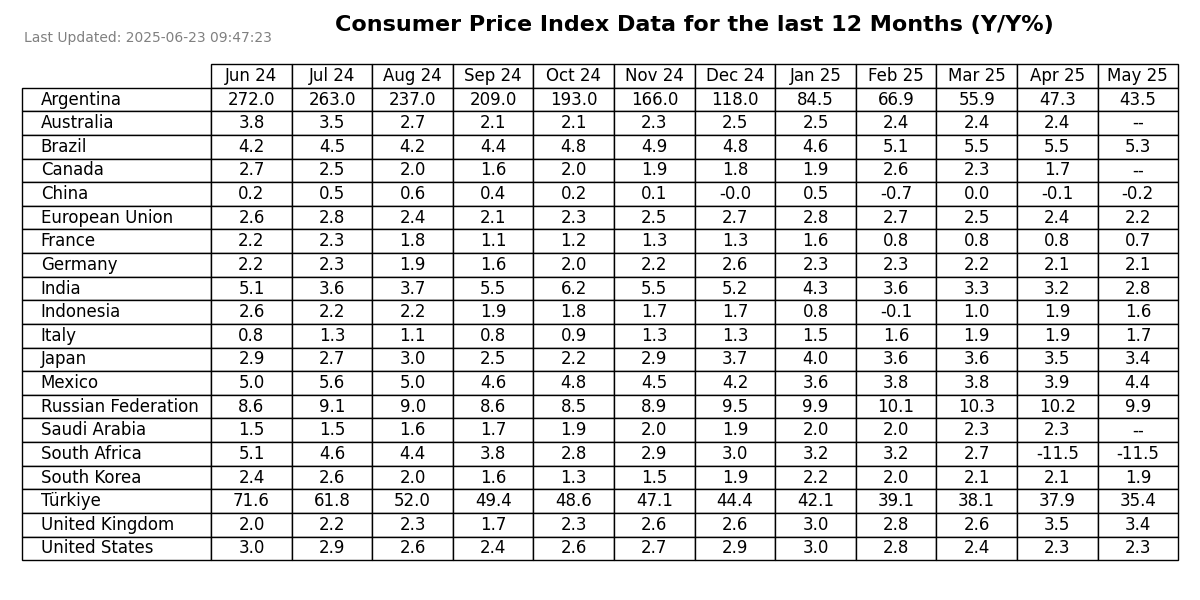 Consumer Price Index Data for the last 12 Months (Y/Y%)
Last Updated: 2025-06-23 09:47:23
Jun 24 Jul 24 Aug 24 Sep 24 Oct 24 Nov 24 Dec 24 Jan 25 Feb 25 Mar 25 Apr 25 May 25
Argentina 272.0 263.0 237.0 209.0 193.0 166.0 118.0 84.5 66.9 55.9 47.3 43.5
Australia 3.8 3.5 2.7 2.1 2.1 2.3 2.5 2.5 2.4 2.4 2.4 --
Brazil 4.2 4.5 4.2 4.4 4.8 4.9 4.8 4.6 5.1 5.5 5.5 5.3
Canada 2.7 2.5 2.0 1.6 2.0 1.9 1.8 1.9 2.6 2.3 1.7 --
China 0.2 0.5 0.6 0.4 0.2 0.1 -0.0 0.5 -0.7 0.0 -0.1 -0.2
European Union 2.6 2.8 2.4 2.1 2.3 2.5 2.7 2.8 2.7 2.5 2.4 2.2
France 2.2 2.3 1.8 1.1 1.2 1.3 1.3 1.6 0.8 0.8 0.8 0.7
Germany 2.2 2.3 1.9 1.6 2.0 2.2 2.6 2.3 2.3 2.2 2.1 2.1
India 5.1 3.6 3.7 5.5 6.2 5.5 5.2 4.3 3.6 3.3 3.2 2.8
Indonesia 2.6 2.2 2.2 1.9 1.8 1.7 1.7 0.8 -0.1 1.0 1.9 1.6
Italy 0.8 1.3 1.1 0.8 0.9 1.3 1.3 1.5 1.6 1.9 1.9 1.7
Japan 2.9 2.7 3.0 2.5 2.2 2.9 3.7 4.0 3.6 3.6 3.5 3.4
Mexico 5.0 5.6 5.0 4.6 4.8 4.5 4.2 3.6 3.8 3.8 3.9 4.4
Russian Federation 8.6 9.1 9.0 8.6 8.5 8.9 9.5 9.9 10.1 10.3 10.2 9.9
Saudi Arabia 1.5 1.5 1.6 1.7 1.9 2.0 1.9 2.0 2.0 2.3 2.3 --
South Africa 5.1 4.6 4.4 3.8 2.8 2.9 3.0 3.2 3.2 2.7 -11.5 -11.5
South Korea 2.4 2.6 2.0 1.6 1.3 1.5 1.9 2.2 2.0 2.1 2.1 1.9
Türkiye 71.6 61.8 52.0 49.4 48.6 47.1 44.4 42.1 39.1 38.1 37.9 35.4
United Kingdom 2.0 2.2 2.3 1.7 2.3 2.6 2.6 3.0 2.8 2.6 3.5 3.4
United States 3.0 2.9 2.6 2.4 2.6 2.7 2.9 3.0 2.8 2.4 2.3 2.3